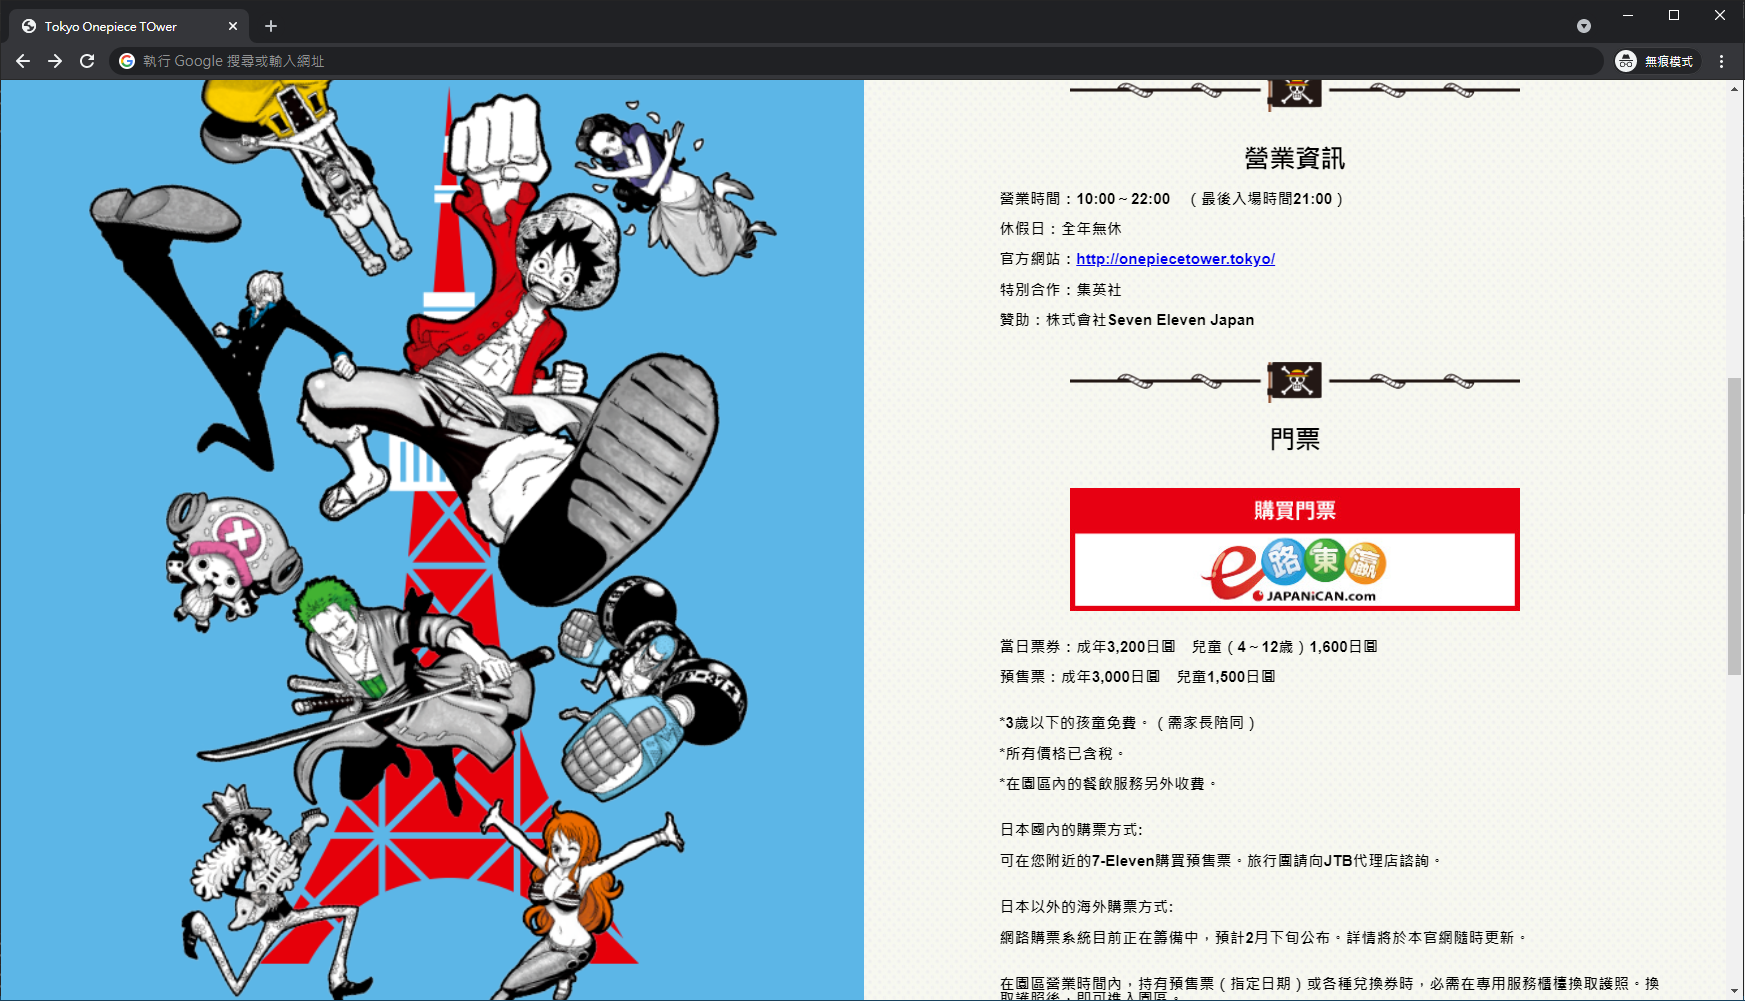 Tokyo Onepiece TOwer
執行 Google 搜尋或輸入網址
無痕模式
營業資訊
營業時間：10:00～22:00　（最後入場時間21:00）
休假日：全年無休
官方網站：http://onepiecetower.tokyo/
特別合作：集英社
贊助：株式會社Seven Eleven Japan
門票
購買門票
e路東瀛
JAPANiCAN.com
當日票券：成年3,200日圓　兒童（4～12歲）1,600日圓
預售票：成年3,000日圓　兒童1,500日圓
*3歲以下的孩童免費。（需家長陪同）
*所有價格已含稅。
*在園區內的餐飲服務另外收費。
日本國內的購票方式:
可在您附近的7-Eleven購買預售票。旅行團請向JTB代理店諮詢。
日本以外的海外購票方式:
網路購票系統目前正在籌備中，預計2月下旬公布。詳情將於本官網隨時更新。
在園區營業時間內，持有預售票（指定日期）或各種兌換券時，必需在專用服務櫃檯換取護照。換
取護照後，即可進入園區。